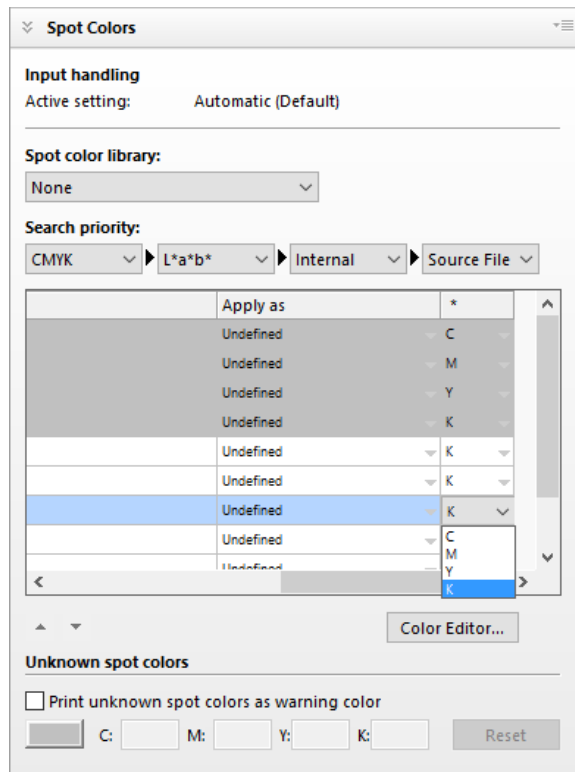 Spot Colors
Input handling
Active setting: Automatic (Default)
Spot color library:
None
Search priority:
CMYK L*a*b* Internal Source File
Apply as *
Undefined C
Undefined M
Undefined Y
Undefined K
Undefined K
Undefined K
Undefined K
Undefined C
M
Undefined Y
K
Color Editor...
Unknown spot colors
Print unknown spot colors as warning color
C: M: Y: K: Reset